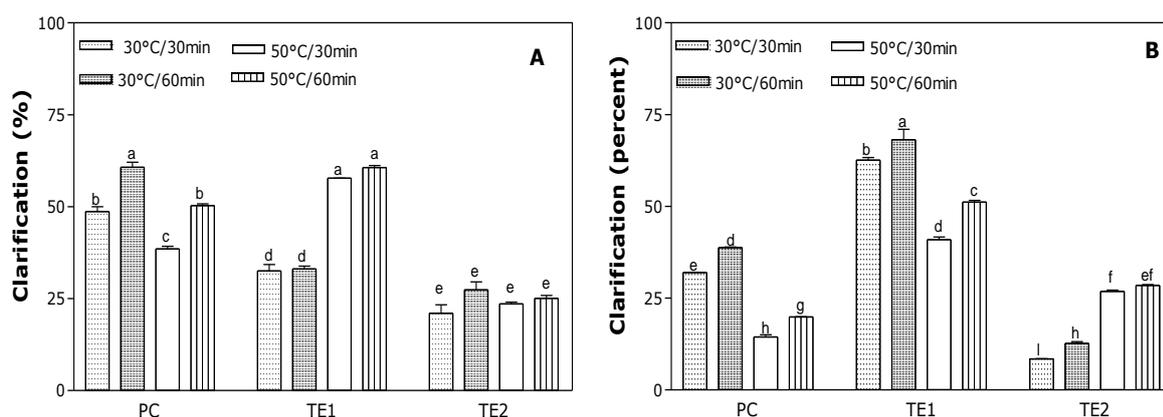 A
Clarification (%)
100
75
50
25
0
30°C/30min
50°C/30min
30°C/60min
50°C/60min
b
a
c
b
d
d
a
a
e
e
e
e
PC
TE1
TE2
B
Clarification (percent)
100
75
50
25
0
30°C/30min
50°C/30min
30°C/60min
50°C/60min
e
d
h
g
b
a
d
c
l
h
f
ef
PC
TE1
TE2